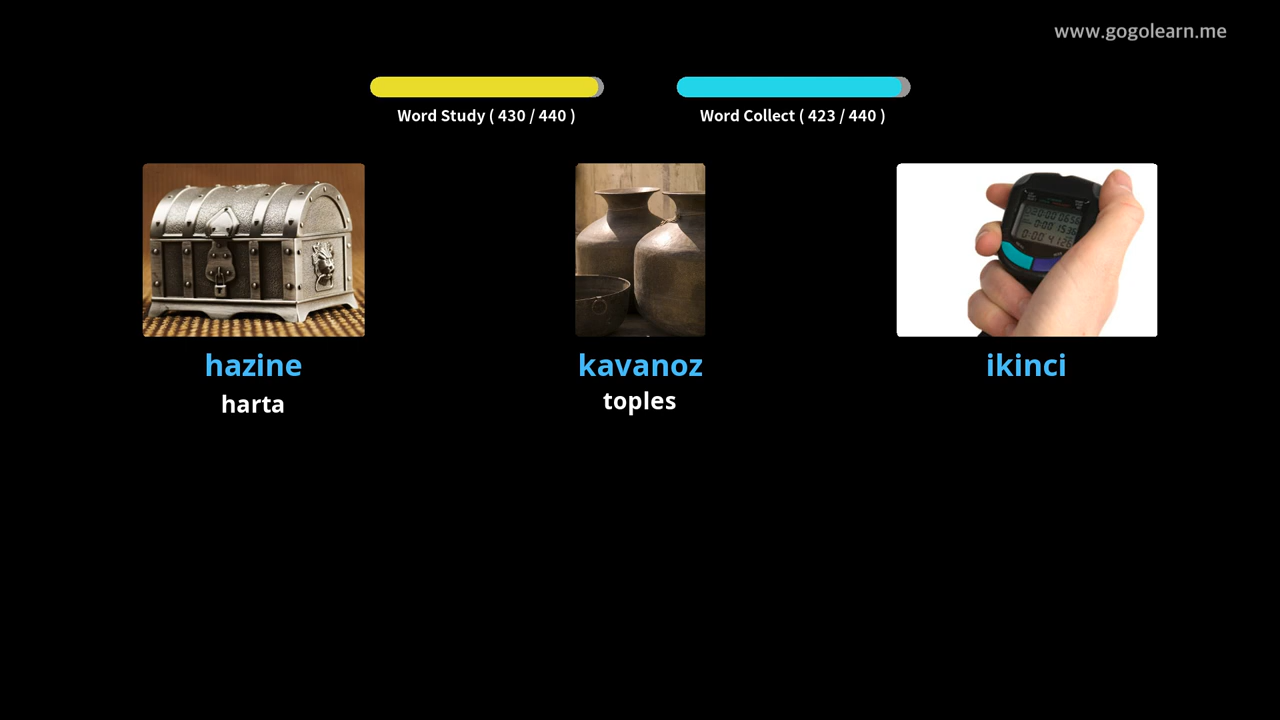 www.gogolearn.me
Word Study ( 430 / 440 )
Word Collect ( 423 / 440 )
hazine
kavanoz
ikinci
harta
toples